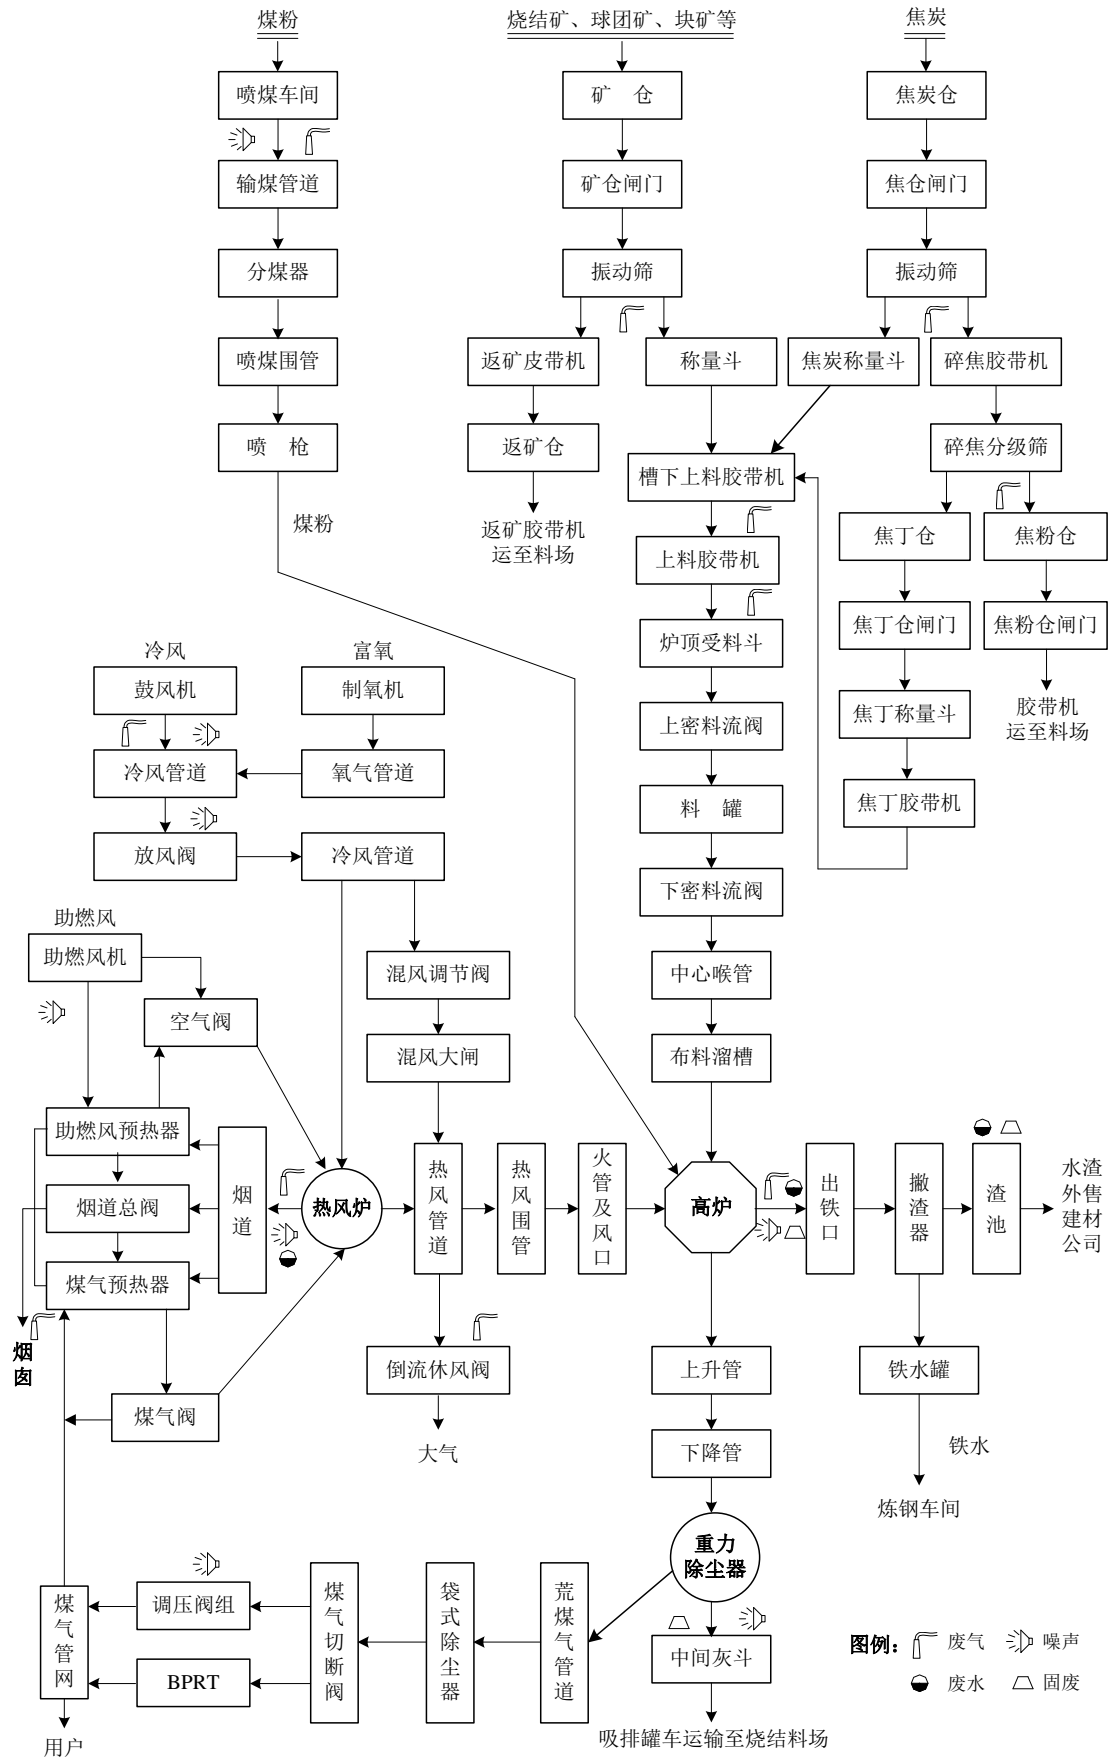 煤粉
烧结矿、球团矿、块矿等
焦炭
喷煤车间
矿 仓
焦炭仓
输煤管道
矿仓闸门
焦仓闸门
分煤器
振动筛
振动筛
喷煤围管
返矿皮带机
称量斗
焦炭称量斗
碎焦胶带机
喷 枪
返矿仓
碎焦分级筛
槽下上料胶带机
煤粉
返矿胶带机
运至料场
焦丁仓
焦粉仓
上料胶带机
炉顶受料斗
焦丁仓闸门
焦粉仓闸门
冷风
富氧
鼓风机
制氧机
上密料流阀
焦丁称量斗
胶带机
运至料场
冷风管道
氧气管道
料 罐
焦丁胶带机
放风阀
冷风管道
下密料流阀
助燃风
助燃风机
混风调节阀
中心喉管
空气阀
混风大闸
布料溜槽
助燃风预热器
烟道总阀
煤气预热器
烟道
热风炉
热风管道
热风围管
火管及风口
高炉
出铁口
撇渣器
渣池
水渣
外售
建材
公司
烟囱
倒流休风阀
上升管
铁水罐
煤气阀
大气
下降管
铁水
炼钢车间
重力
除尘器
煤气管网
调压阀组
BPRT
煤气切断阀
袋式除尘器
荒煤气管道
中间灰斗
图例：
废气
噪声
废水
固废
用户
吸排罐车运输至烧结料场